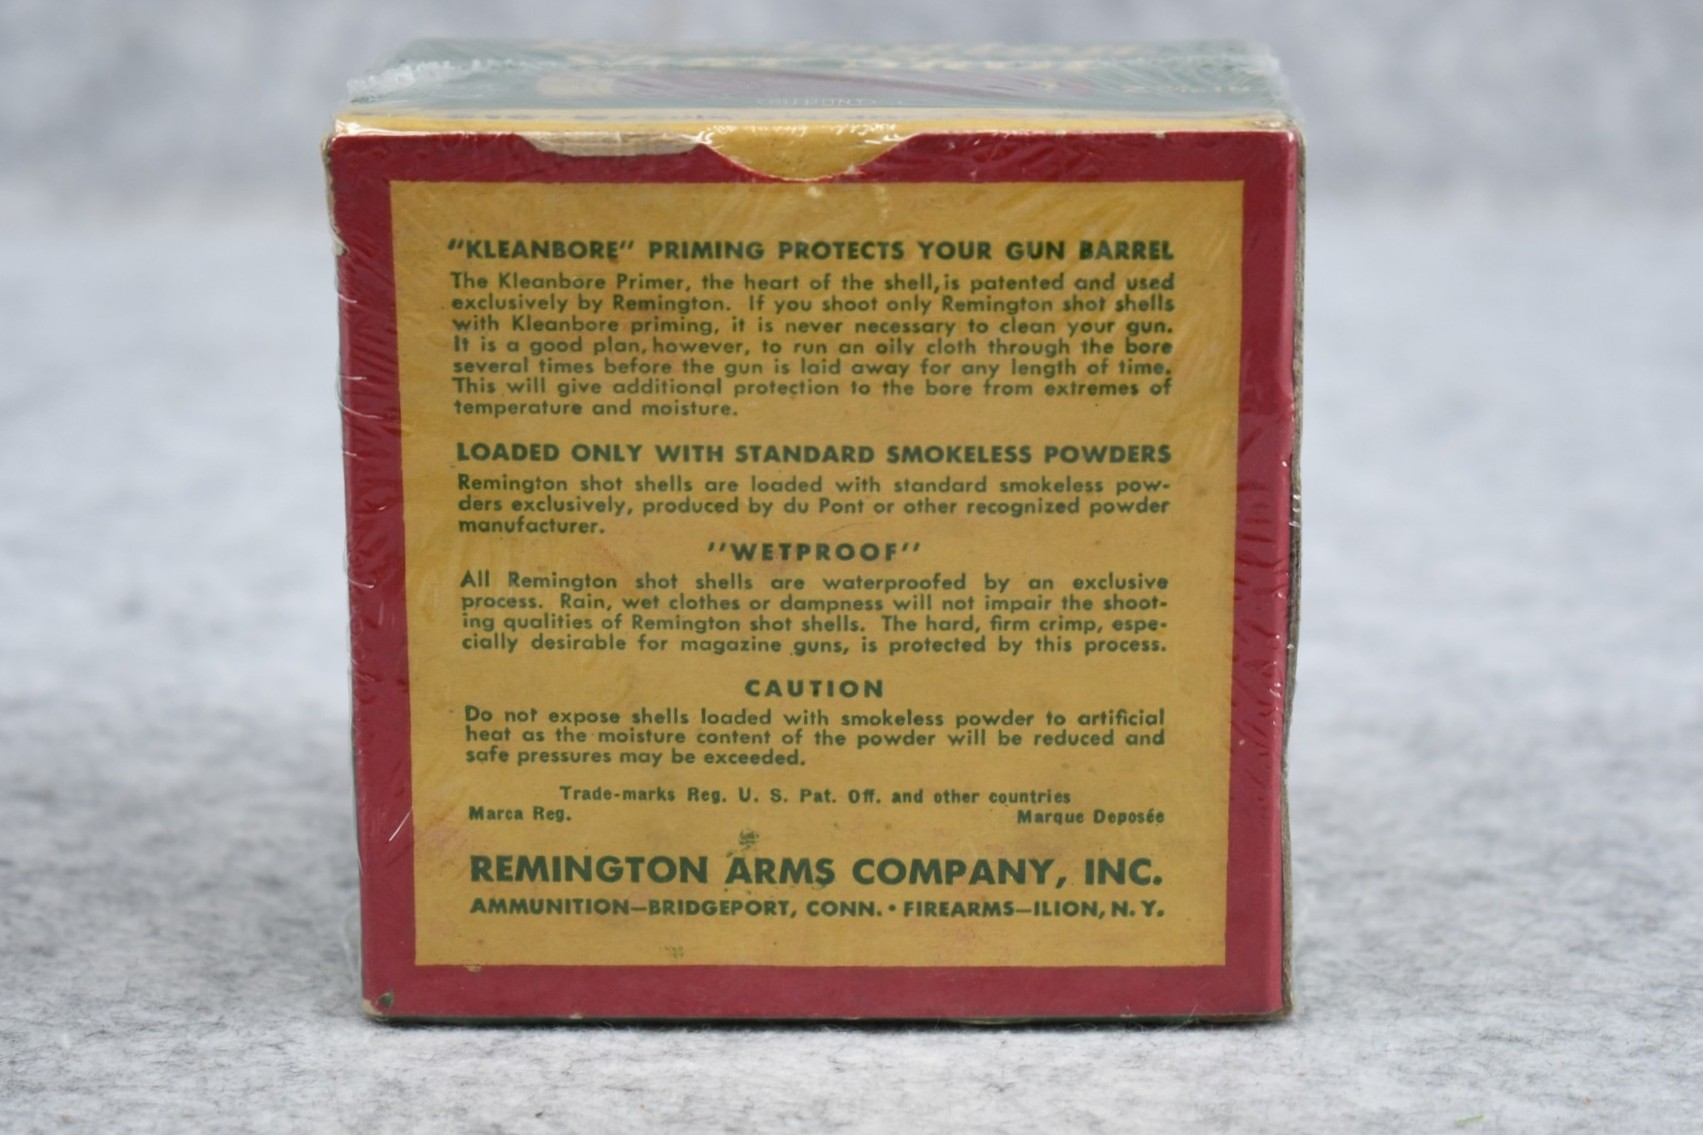 "KLEANBORE" PRIMING PROTECTS YOUR GUN BARREL
The Kleanbore Primer, the heart of the shell, is patented and used
exclusively by Remington. If you shoot only Remington shot shells
with Kleanbore priming, it is never necessary to clean your gun.
It is a good plan, however, to run an oily cloth through the bore
several times before the gun is laid away for any length of time.
This will give additional protection to the bore from extremes of
temperature and moisture.
LOADED ONLY WITH STANDARD SMOKELESS POWDERS
Remington shot shells are loaded with standard smokeless pow-
ders exclusively, produced by du Pont or other recognized powder
manufacturer.
"WETPROOF"
All Remington shot shells are waterproofed by an exclusive
process. Rain, wet clothes or dampness will not impair the shoot-
ing qualities of Remington shot shells. The hard, firm crimp, espe-
cially desirable for magazine guns, is protected by this process.
CAUTION
Do not expose shells loaded with smokeless powder to artificial
heat as the moisture content of the powder will be reduced and
safe pressures may be exceeded.
Trade-marks Reg. U. S. Pat. Off. and other countries
Marca Reg. Marque Deposée
REMINGTON ARMS COMPANY, INC.
AMMUNITION—BRIDGEPORT, CONN. • FIREARMS—ILION, N. Y.